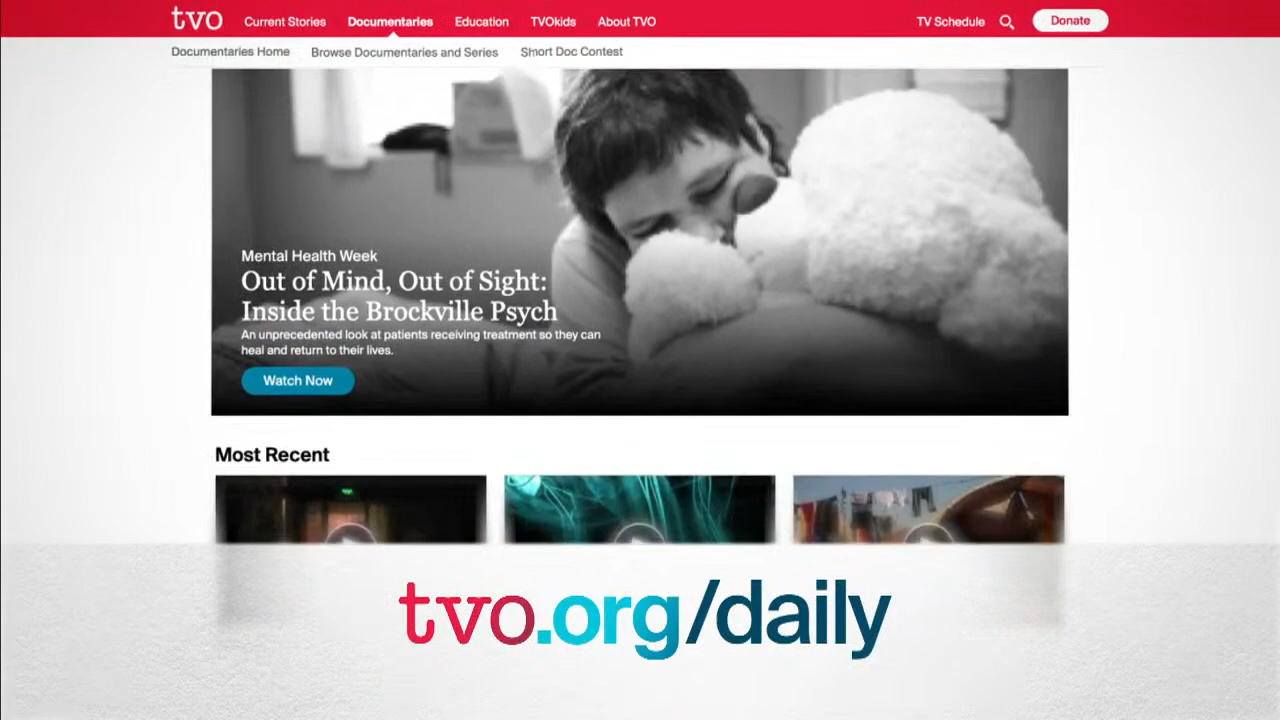 tvo Current Stories Documentaries Education TVOkids About TVO TV Schedule Donate
Documentaries Home Browse Documentaries and Series Short Doc Contest
Mental Health Week
Out of Mind, Out of Sight:
Inside the Brockville Psych
An unprecedented look at patients receiving treatment so they can
heal and return to their lives.
Watch Now
Most Recent
tvo.org/daily